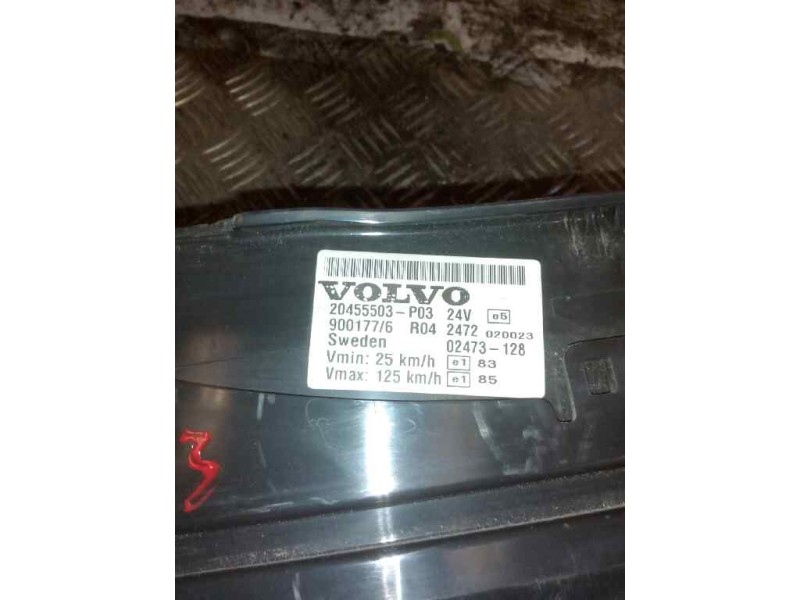 VOLVO
20455503-P03 24V e5
900177/6 R04 2472 020023
Sweden 02473-128
Vmin: 25 km/h e1 83
Vmax: 125 km/h e1 85
3